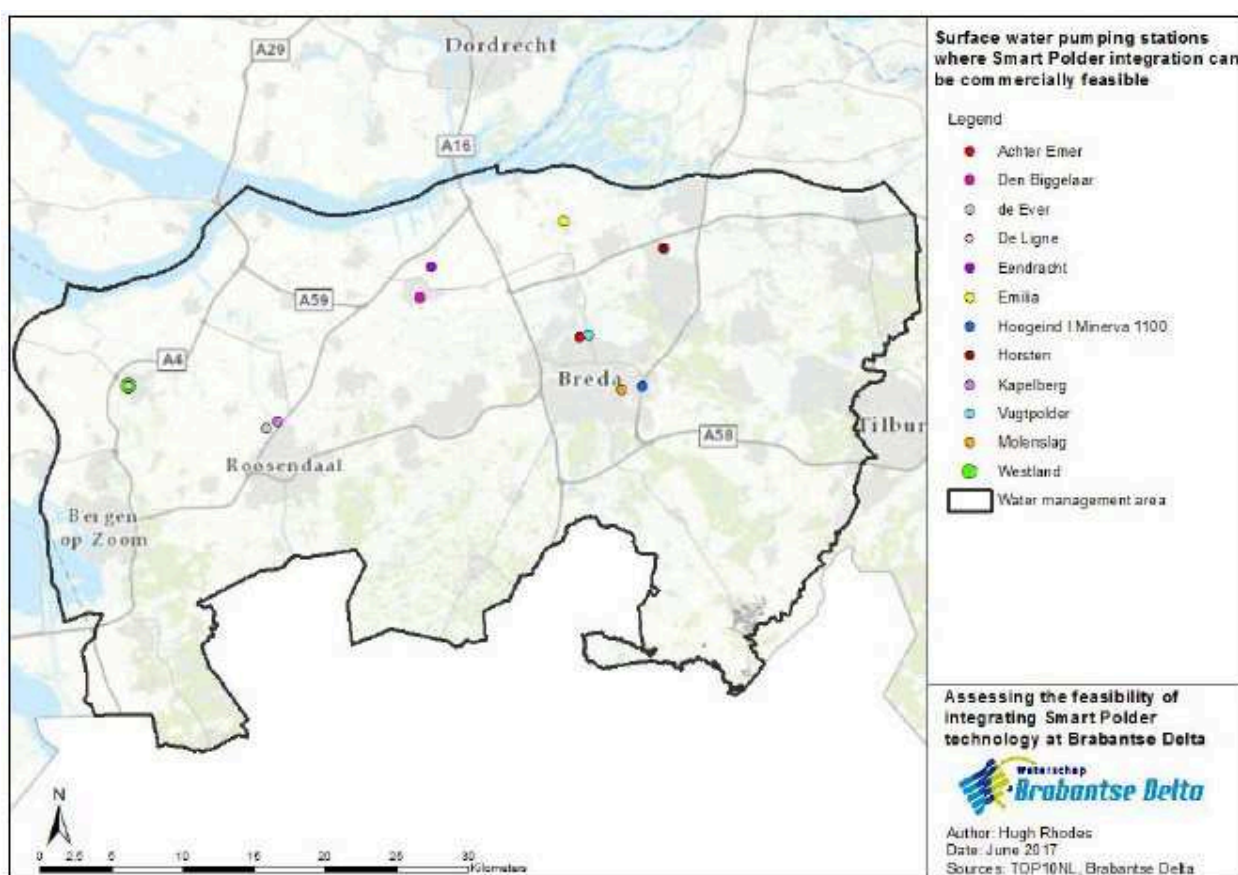 Dordrecht
A29
A16
A59
A4
Breda
Tilbur
Roosendaal
A58
Bergen
op Zoom
N
0 2.5 5 10 15 20 25 30
Kilometers
Surface water pumping stations
where Smart Polder integration can
be commercially feasible
Legend
Achter Emer
Den Biggelaar
de Ever
De Ligne
Eendracht
Emilia
Hoogeind I Minerva 1100
Horsten
Kapelberg
Vugtpolder
Molenslag
Westland
Water management area
Assessing the feasibility of
integrating Smart Polder
technology at Brabantse Delta
Waterschap
Brabantse Delta
Author: Hugh Rhodes
Date: June 2017
Sources: TOP10NL, Brabantse Delta